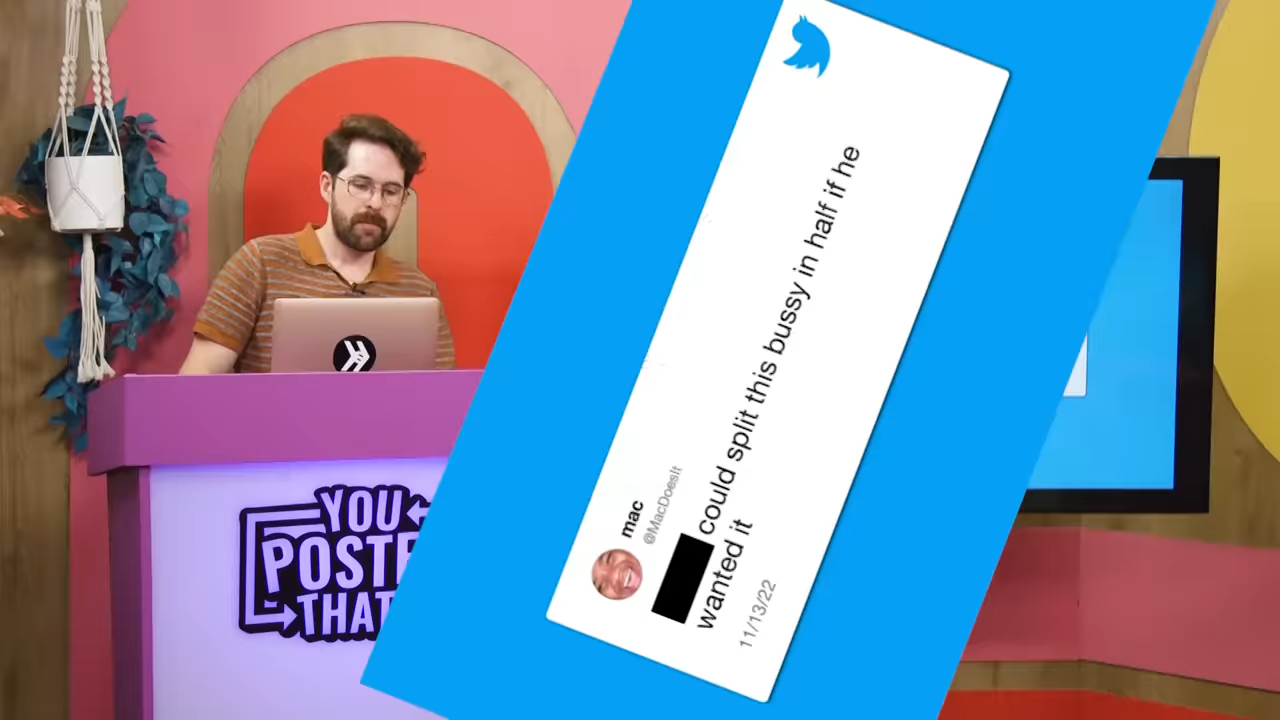 YOU
POSTE
THAT
mac
@MacDoesIt
could split this bussy in half if he
wanted it
11/13/22